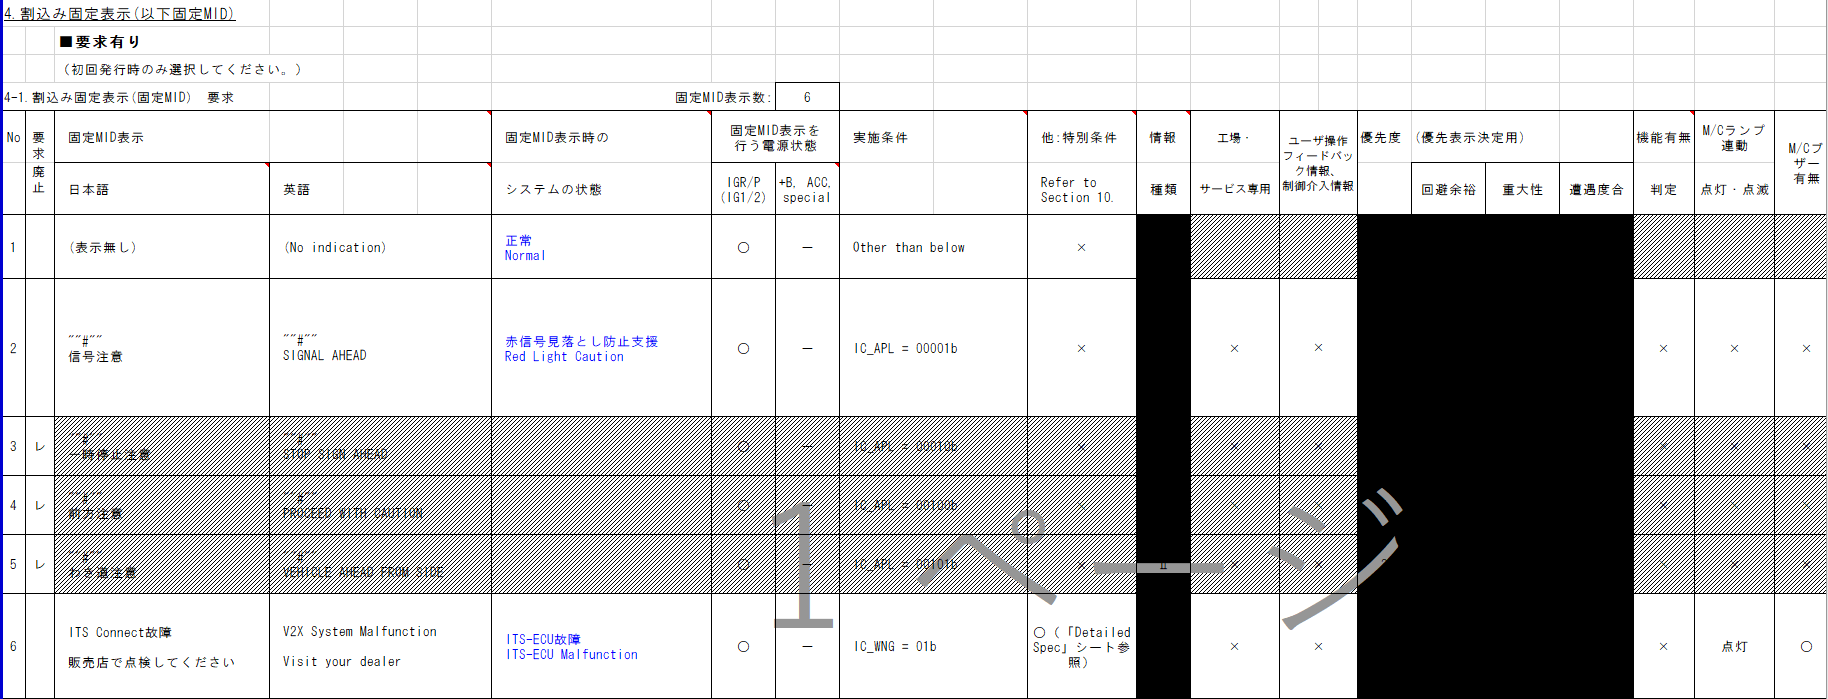 4.割込み固定表示(以下固定MID)
■要求有り
（初回発行時のみ選択してください。）
4-1.割込み固定表示(固定MID) 要求 固定MID表示数: 6
No 要求廃止 固定MID表示 固定MID表示時の 固定MID表示を行う電源状態 実施条件 他:特別条件 情報 工場・ ユーザ操作フィードバック情報、制御介入情報 優先度 (優先表示決定用) 機能有無 M/Cランプ連動 M/Cブザー有無
日本語 英語 システムの状態 IGR/P (IG1/2) +B, ACC, special Refer to Section 10. 種類 サービス専用 回避余裕 重大性 遭遇度合 判定 点灯・点滅
1 (表示無し) (No indication) 正常 Normal ○ － Other than below ×
2 ""#"" 信号注意 ""#"" SIGNAL AHEAD 赤信号見落とし防止支援 Red Light Caution ○ － IC_APL = 00001b × × × × × ×
3 レ ""#"" 一時停止注意 ""#"" STOP SIGN AHEAD ○ － IC_APL = 00010b × × × × × ×
4 レ ""#"" 前方注意 ""#"" PROCEED WITH CAUTION ○ － IC_APL = 00100b × × × × × ×
5 レ ""#"" わき道注意 ""#"" VEHICLE AHEAD FROM SIDE ○ － IC_APL = 00101b × × × × × ×
6 ITS Connect故障 販売店で点検してください V2X System Malfunction Visit your dealer ITS-ECU故障 ITS-ECU Malfunction ○ － IC_WNG = 01b ○（「Detailed Spec」シート参照） × × × 点灯 ○
1 ページ